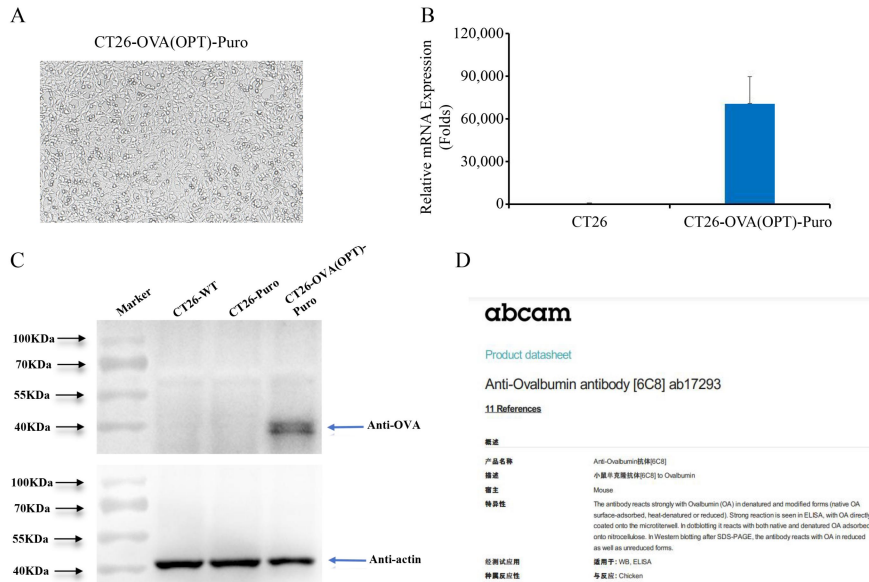 A
CT26-OVA(OPT)-Puro
B
Relative mRNA Expression
(Folds)
120,000
90,000
60,000
30,000
0
CT26
CT26-OVA(OPT)-Puro
C
Marker
CT26-WT
CT26-Puro
CT26-OVA(OPT)-
Puro
100KDa
70KDa
55KDa
40KDa
Anti-OVA
100KDa
70KDa
55KDa
40KDa
Anti-actin
D
abcam
Product datasheet
Anti-Ovalbumin antibody [6C8] ab17293
11 References
概述
产品名称 Anti-Ovalbumin抗体[6C8]
描述 小鼠单克隆抗体[6C8] to Ovalbumin
宿主 Mouse
特异性 The antibody reacts strongly with Ovalbumin (OA) in denatured and modified forms (native OA
surface-adsorbed, heat-denatured or reduced). Strong reaction is seen in ELISA, with OA directly
coated onto the microtiterwell. In dotblotting it reacts with both native and denatured OA adsorbed
onto nitrocellulose. In Western blotting after SDS-PAGE, the antibody reacts with OA in reduced
as well as unreduced forms.
经测试应用 适用于: WB, ELISA
种属反应性 与反应: Chicken